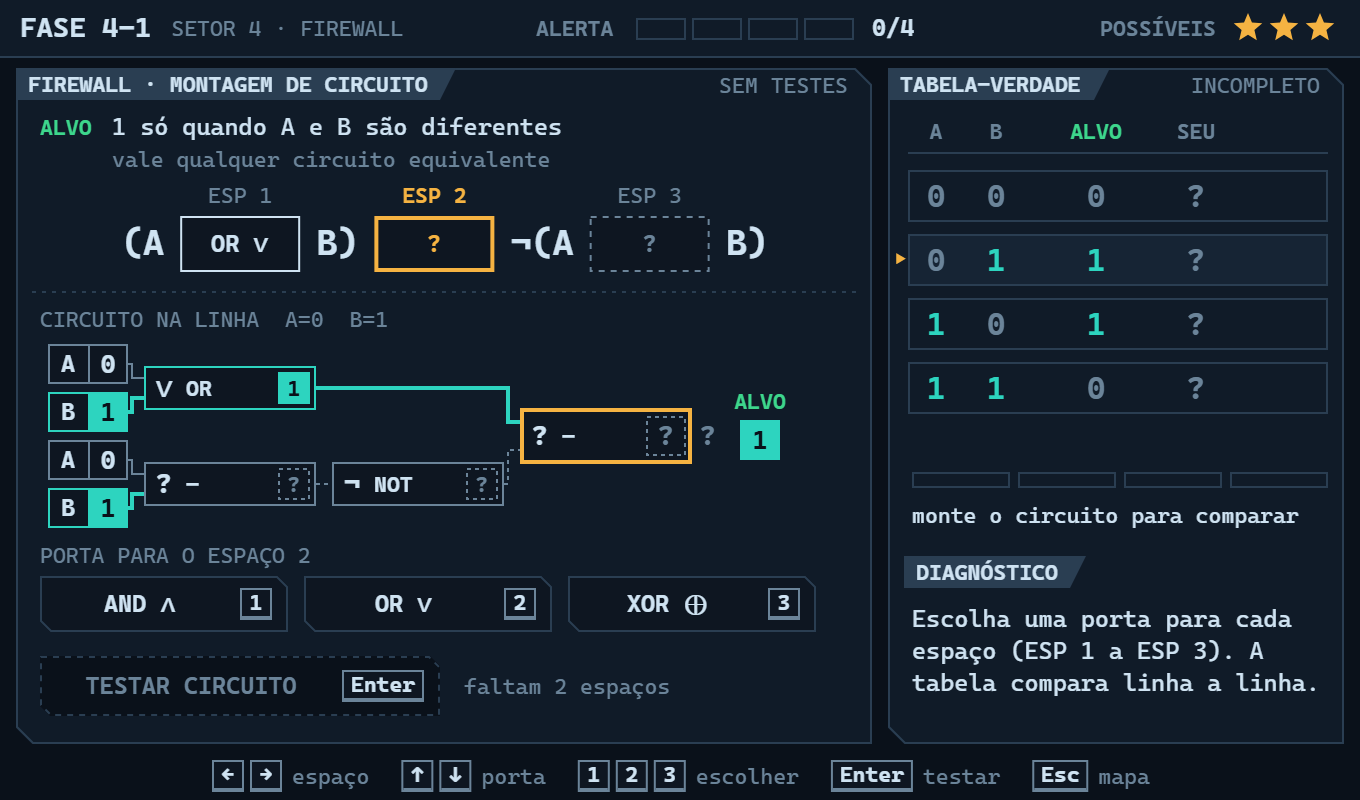 FASE 4-1 SETOR 4 · FIREWALL ALERTA 0/4 POSSÍVEIS
FIREWALL · MONTAGEM DE CIRCUITO SEM TESTES
ALVO 1 só quando A e B são diferentes
vale qualquer circuito equivalente
ESP 1 ESP 2 ESP 3
(A OR ∨ B) ? ¬(A ? B)
CIRCUITO NA LINHA A=0 B=1
A 0
B 1
∨ OR 1
A 0
B 1
? – ?
¬ NOT ?
? – ? ?
ALVO
1
PORTA PARA O ESPAÇO 2
AND ∧ 1 OR ∨ 2 XOR ⊕ 3
TESTAR CIRCUITO Enter faltam 2 espaços
TABELA-VERDADE INCOMPLETO
A B ALVO SEU
0 0 0 ?
0 1 1 ?
1 0 1 ?
1 1 0 ?
monte o circuito para comparar
DIAGNÓSTICO
Escolha uma porta para cada
espaço (ESP 1 a ESP 3). A
tabela compara linha a linha.
← → espaço ↑ ↓ porta 1 2 3 escolher Enter testar Esc mapa